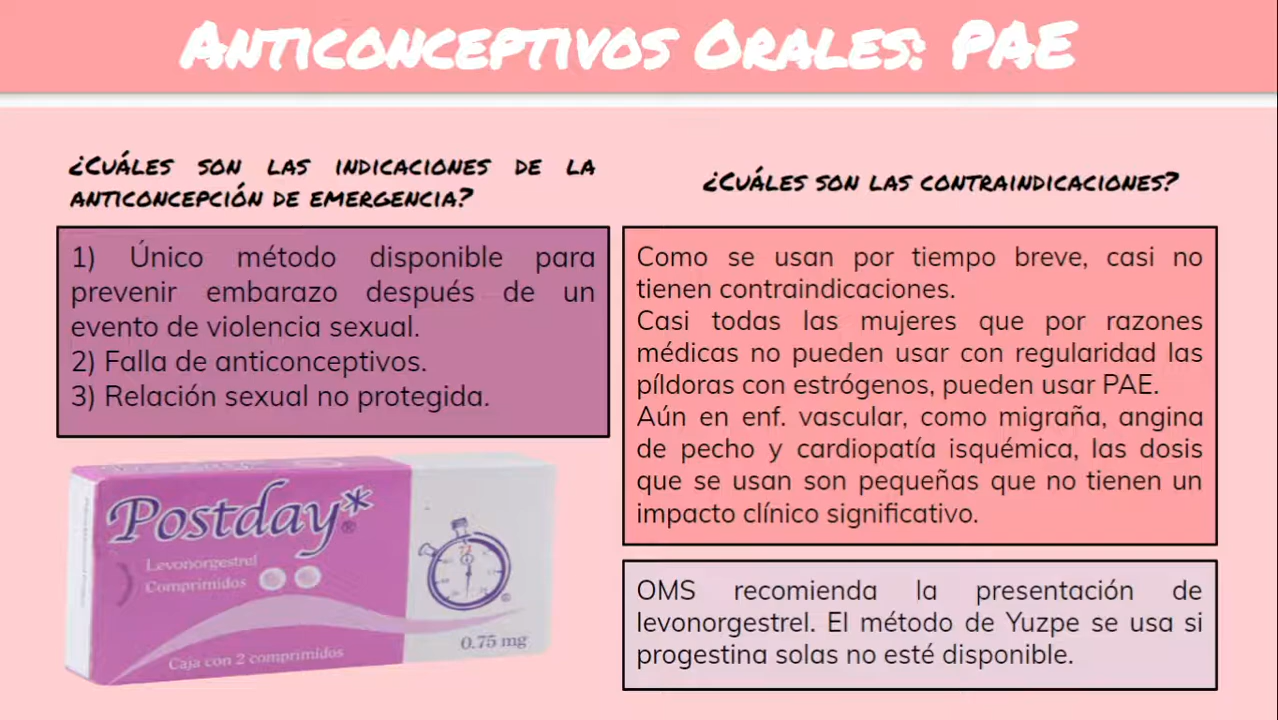 ANTICONCEPTIVOS ORALES: PAE
¿CUÁLES SON LAS INDICACIONES DE LA
ANTICONCEPCIÓN DE EMERGENCIA?
1) Único método disponible para
prevenir embarazo después de un
evento de violencia sexual.
2) Falla de anticonceptivos.
3) Relación sexual no protegida.
Postday*
®
Levonorgestrel
Comprimidos
0.75 mg
Caja con 2 comprimidos
¿CUÁLES SON LAS CONTRAINDICACIONES?
Como se usan por tiempo breve, casi no
tienen contraindicaciones.
Casi todas las mujeres que por razones
médicas no pueden usar con regularidad las
píldoras con estrógenos, pueden usar PAE.
Aún en enf. vascular, como migraña, angina
de pecho y cardiopatía isquémica, las dosis
que se usan son pequeñas que no tienen un
impacto clínico significativo.
OMS recomienda la presentación de
levonorgestrel. El método de Yuzpe se usa si
progestina solas no esté disponible.